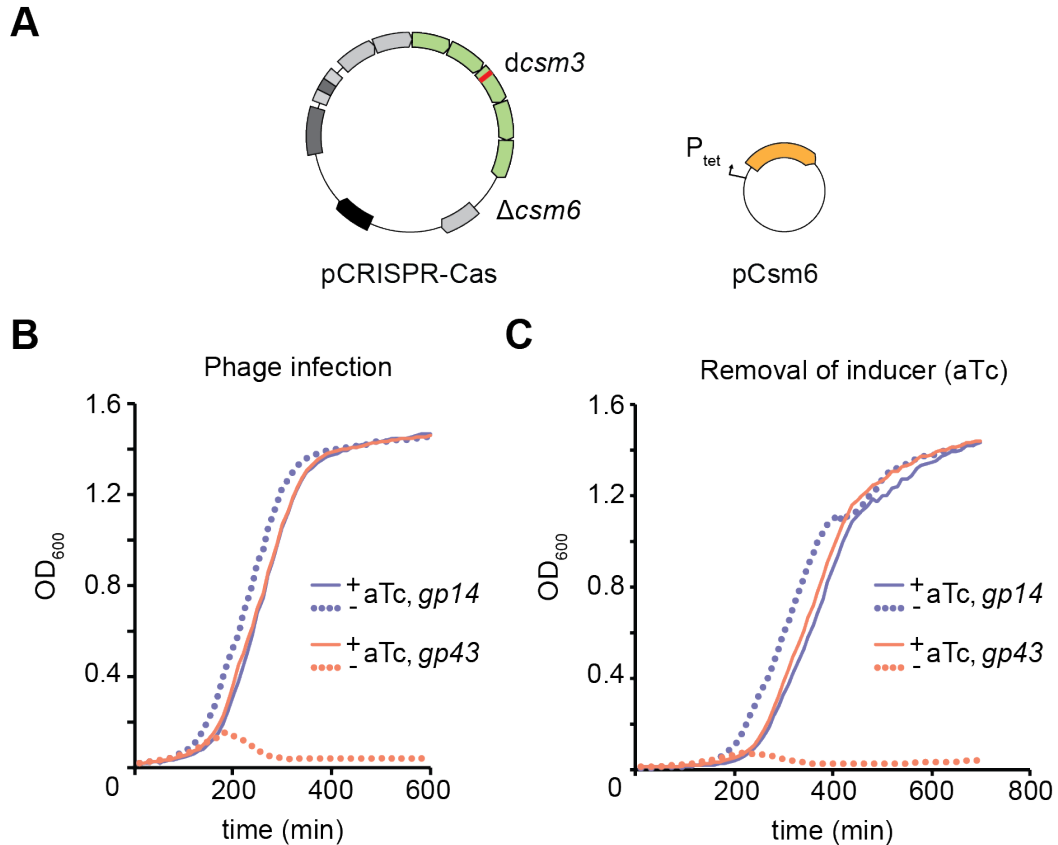 A
dcsm3
Δcsm6
pCRISPR-Cas
Ptet
pCsm6
B
Phage infection
OD600
1.6
1.2
0.8
0.4
0
200
400
600
time (min)
+ aTc, gp14
-
+ aTc, gp43
-
C
Removal of inducer (aTc)
OD600
1.6
1.2
0.8
0.4
0
200
400
600
800
time (min)
+ aTc, gp14
-
+ aTc, gp43
-